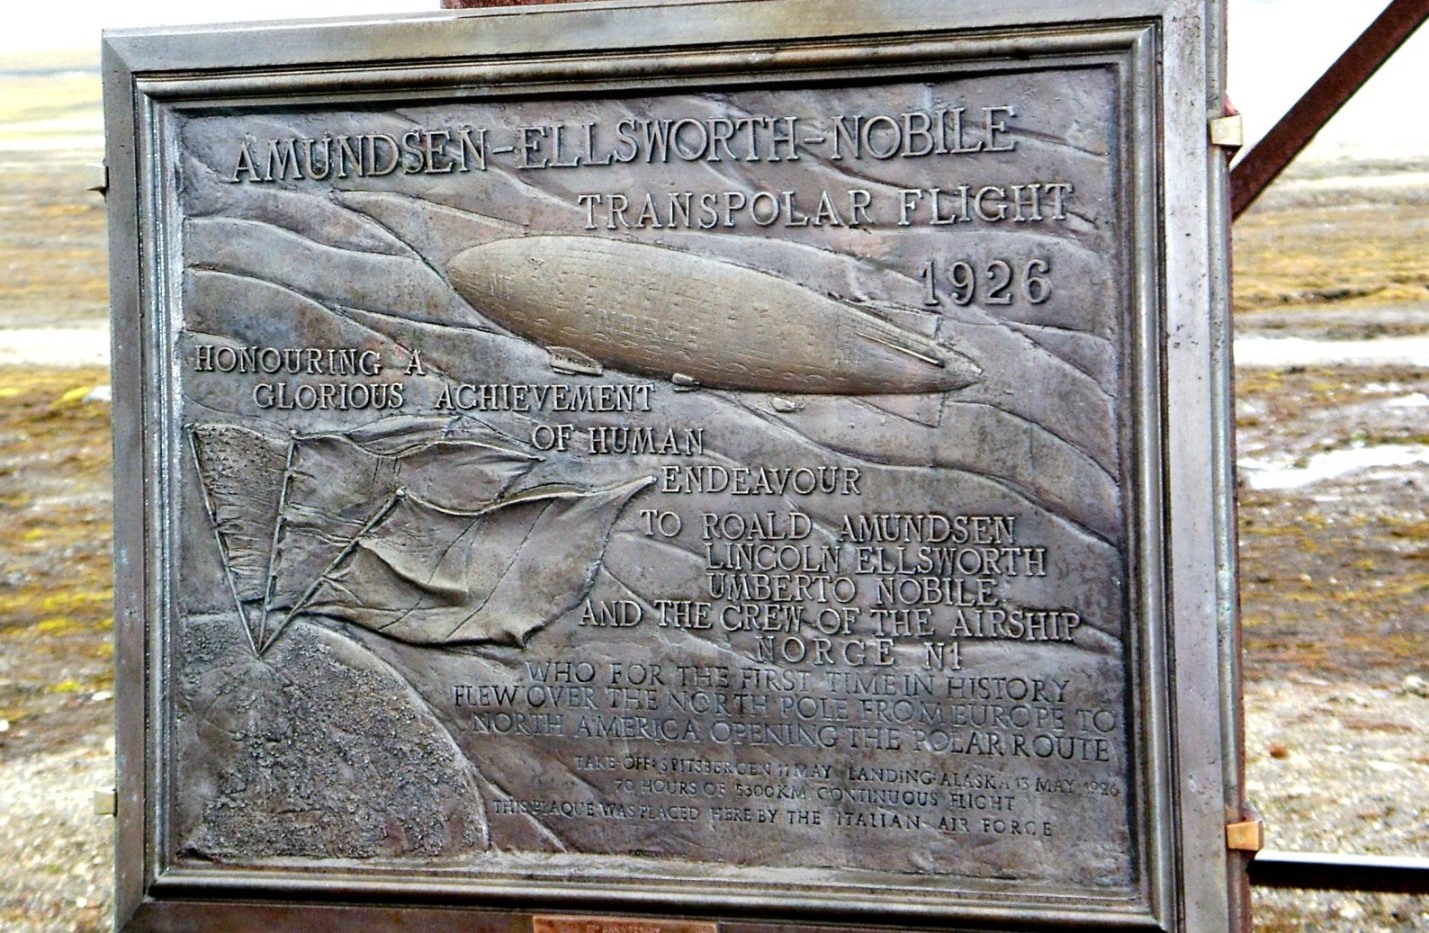 AMUNDSEN-ELLSWORTH-NOBILE
TRANSPOLAR FLIGHT
1926
NORGE
HONOURING A
GLORIOUS ACHIEVEMENT
OF HUMAN
ENDEAVOUR
TO ROALD AMUNDSEN
LINCOLN ELLSWORTH
UMBERTO NOBILE
AND THE CREW OF THE AIRSHIP
NORGE N1
WHO FOR THE FIRST TIME IN HISTORY
FLEW OVER THE NORTH POLE FROM EUROPE TO
NORTH AMERICA OPENING THE POLAR ROUTE
TAKE-OFF: SPITSBERGEN 11 MAY LANDING: ALASKA 13 MAY 1926
70 HOURS OF 5300KM CONTINUOUS FLIGHT
THIS PLAQUE WAS PLACED HERE BY THE ITALIAN AIR FORCE